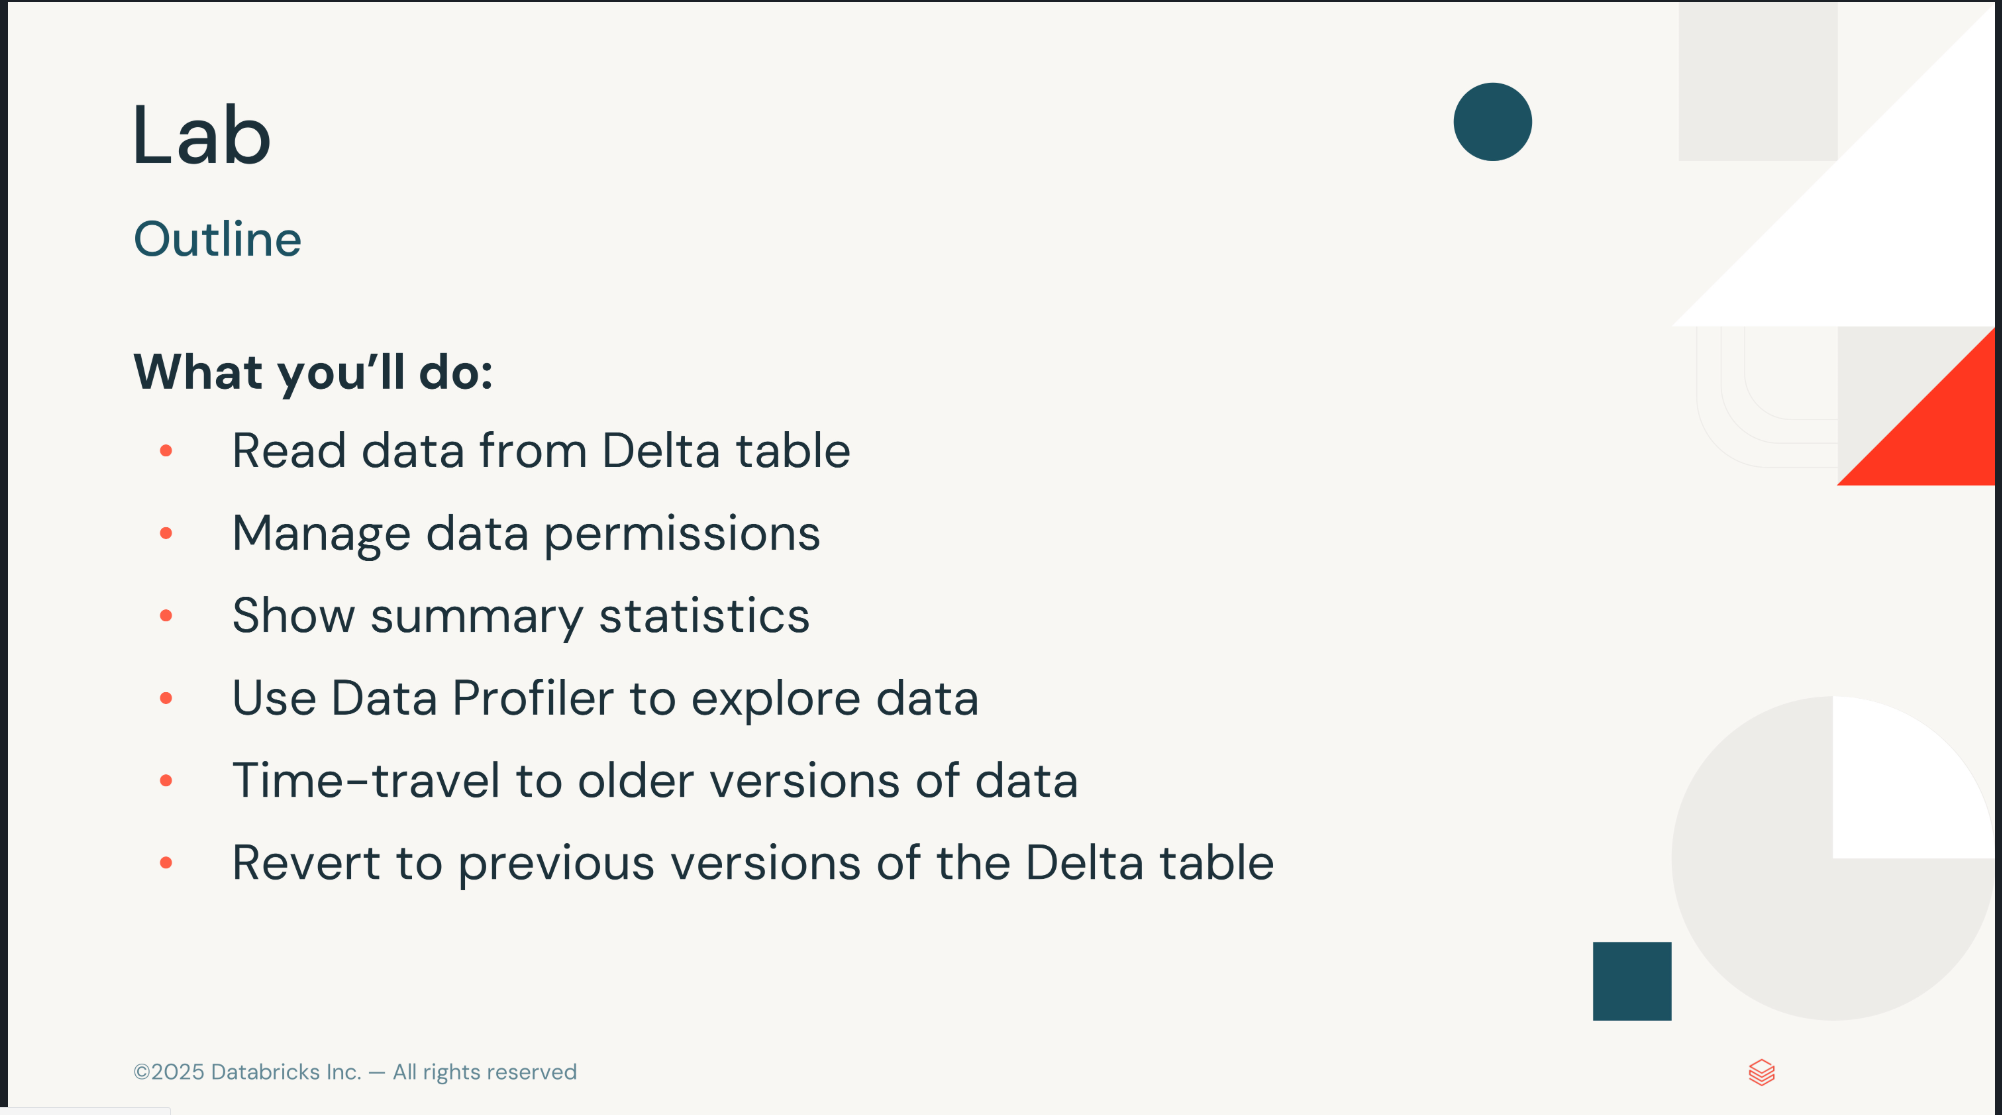 Lab
Outline
What you’ll do:
• Read data from Delta table
• Manage data permissions
• Show summary statistics
• Use Data Profiler to explore data
• Time-travel to older versions of data
• Revert to previous versions of the Delta table
©2025 Databricks Inc. — All rights reserved